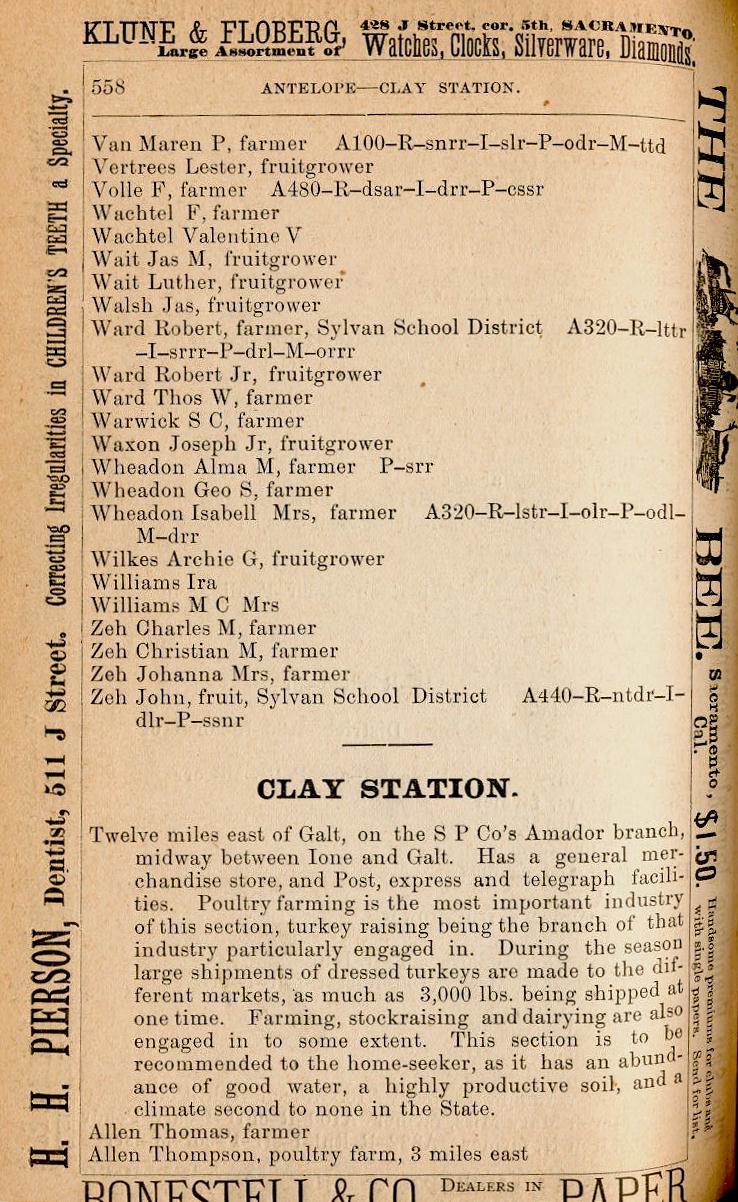 KLUNE & FLOBERG, 428 J Street, cor. 5th, SACRAMENTO,
Large Assortment of Watches, Clocks, Silverware, Diamonds.
558 ANTELOPE—CLAY STATION.
Van Maren P, farmer A100–R–snrr–I–slr–P–odr–M–ttd
Vertrees Lester, fruitgrower
Volle F, farmer A480–R–dsar–I–drr–P–cssr
Wachtel F, farmer
Wachtel Valentine V
Wait Jas M, fruitgrower
Wait Luther, fruitgrower
Walsh Jas, fruitgrower
Ward Robert, farmer, Sylvan School District A320–R–lttr
–I–srrr–P–drl–M–orrr
Ward Robert Jr, fruitgrower
Ward Thos W, farmer
Warwick S C, farmer
Waxon Joseph Jr, fruitgrower
Wheadon Alma M, farmer P–srr
Wheadon Geo S, farmer
Wheadon Isabell Mrs, farmer A320–R–lstr–I–olr–P–odl–
M–drr
Wilkes Archie G, fruitgrower
Williams Ira
Williams M C Mrs
Zeh Charles M, farmer
Zeh Christian M, farmer
Zeh Johanna Mrs, farmer
Zeh John, fruit, Sylvan School District A440–R–ntdr–I–
dlr–P–ssnr
CLAY STATION.
Twelve miles east of Galt, on the S P Co's Amador branch,
midway between Ione and Galt. Has a general mer-
chandise store, and Post, express and telegraph facili-
ties. Poultry farming is the most important industry
of this section, turkey raising being the branch of that
industry particularly engaged in. During the season
large shipments of dressed turkeys are made to the dif-
ferent markets, as much as 3,000 lbs. being shipped at
one time. Farming, stockraising and dairying are also
engaged in to some extent. This section is to be
recommended to the home-seeker, as it has an abund-
ance of good water, a highly productive soil, and a
climate second to none in the State.
Allen Thomas, farmer
Allen Thompson, poultry farm, 3 miles east
BONESTELL & CO DEALERS IN PAPER
H. H. PIERSON, Dentist, 511 J Street. Correcting Irregularities in CHILDREN'S TEETH a Specialty.
THE BEE. Sacramento, Cal. $1.50. Handsome premiums for clubs and
with single papers. Send for list.